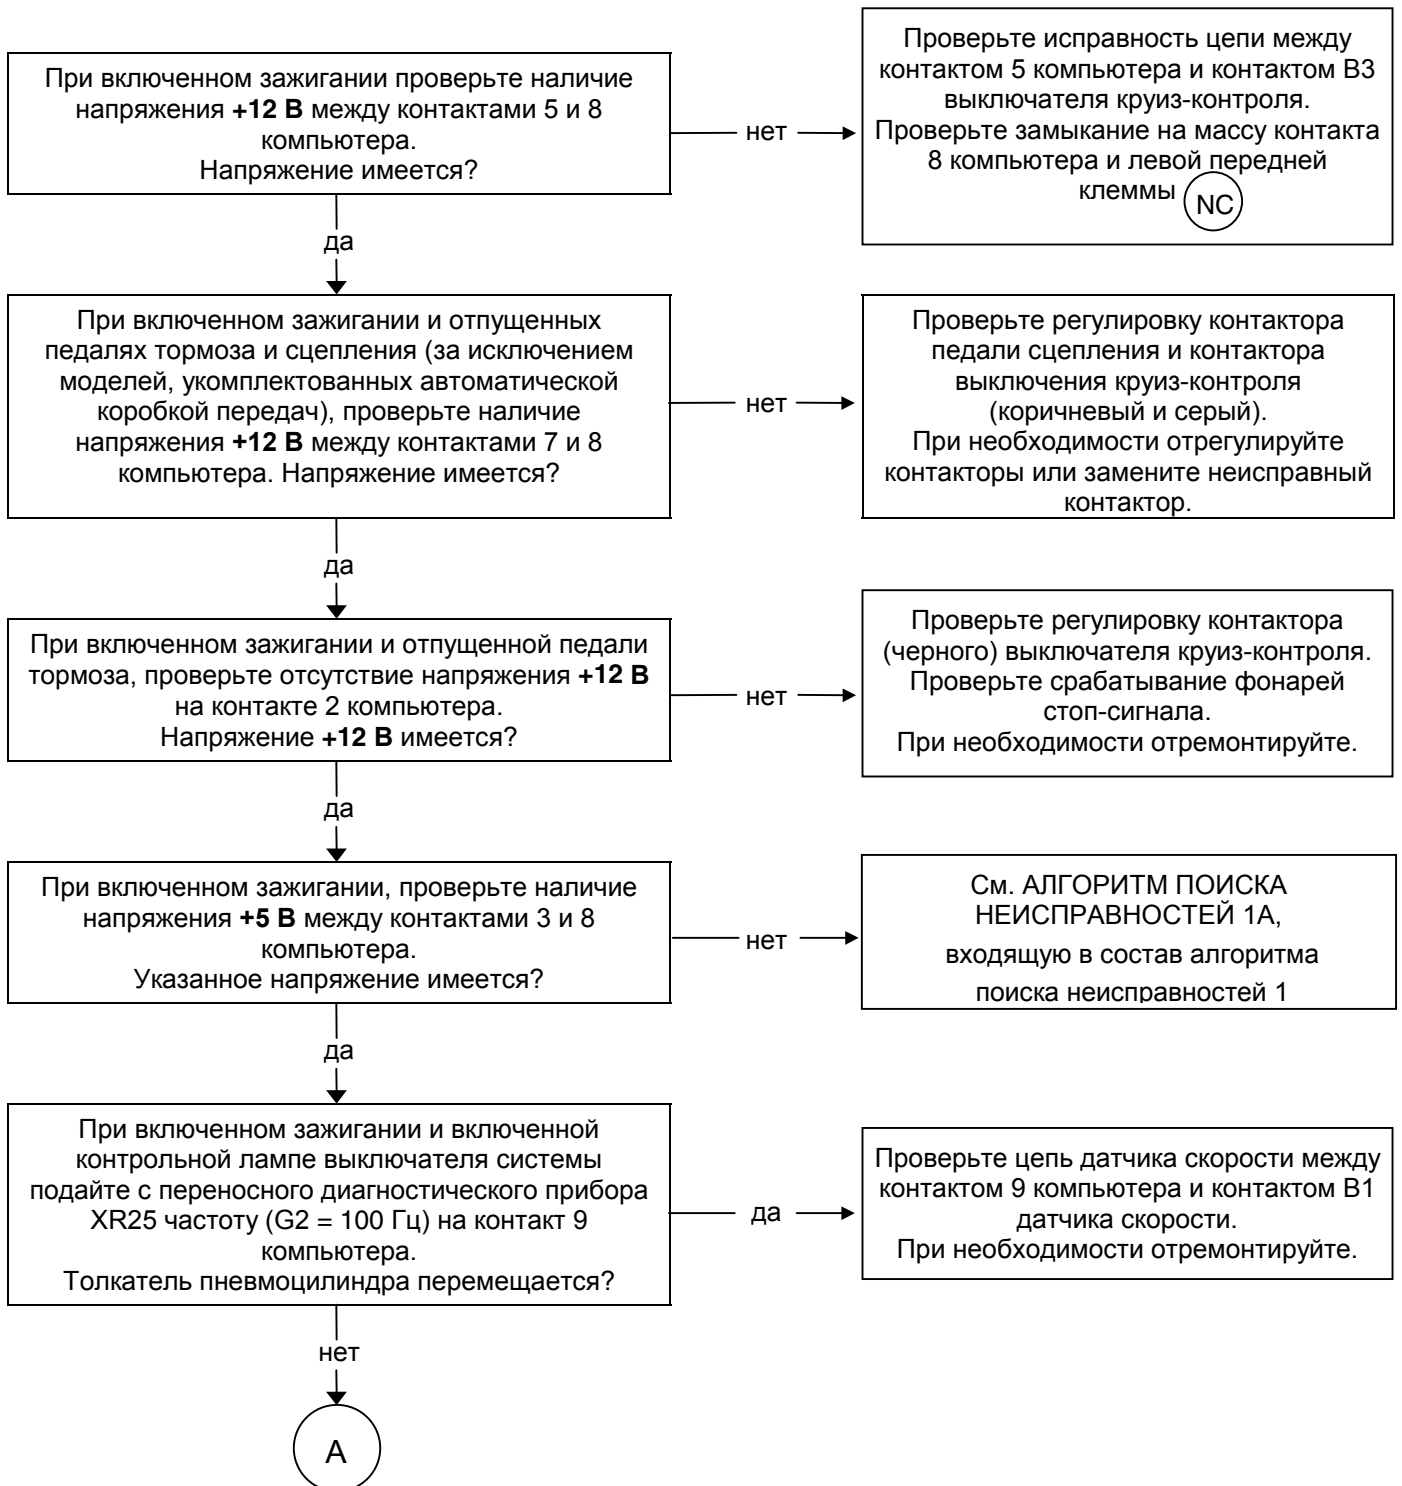 При включенном зажигании проверьте наличие
напряжения +12 В между контактами 5 и 8
компьютера.
Напряжение имеется?
нет
Проверьте исправность цепи между
контактом 5 компьютера и контактом В3
выключателя круиз-контроля.
Проверьте замыкание на массу контакта
8 компьютера и левой передней
клеммы NC
да
При включенном зажигании и отпущенных
педалях тормоза и сцепления (за исключением
моделей, укомплектованных автоматической
коробкой передач), проверьте наличие
напряжения +12 В между контактами 7 и 8
компьютера. Напряжение имеется?
нет
Проверьте регулировку контактора
педали сцепления и контактора
выключения круиз-контроля
(коричневый и серый).
При необходимости отрегулируйте
контакторы или замените неисправный
контактор.
да
При включенном зажигании и отпущенной педали
тормоза, проверьте отсутствие напряжения +12 В
на контакте 2 компьютера.
Напряжение +12 В имеется?
нет
Проверьте регулировку контактора
(черного) выключателя круиз-контроля.
Проверьте срабатывание фонарей
стоп-сигнала.
При необходимости отремонтируйте.
да
При включенном зажигании, проверьте наличие
напряжения +5 В между контактами 3 и 8
компьютера.
Указанное напряжение имеется?
нет
См. АЛГОРИТМ ПОИСКА
НЕИСПРАВНОСТЕЙ 1А,
входящую в состав алгоритма
поиска неисправностей 1
да
При включенном зажигании и включенной
контрольной лампе выключателя системы
подайте с переносного диагностического прибора
XR25 частоту (G2 = 100 Гц) на контакт 9
компьютера.
Толкатель пневмоцилиндра перемещается?
да
Проверьте цепь датчика скорости между
контактом 9 компьютера и контактом В1
датчика скорости.
При необходимости отремонтируйте.
нет
А